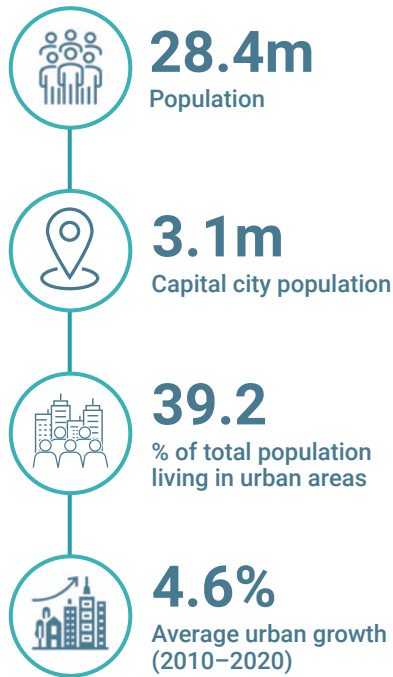 28.4m
Population
3.1m
Capital city population
39.2
% of total population
living in urban areas
4.6%
Average urban growth
(2010–2020)